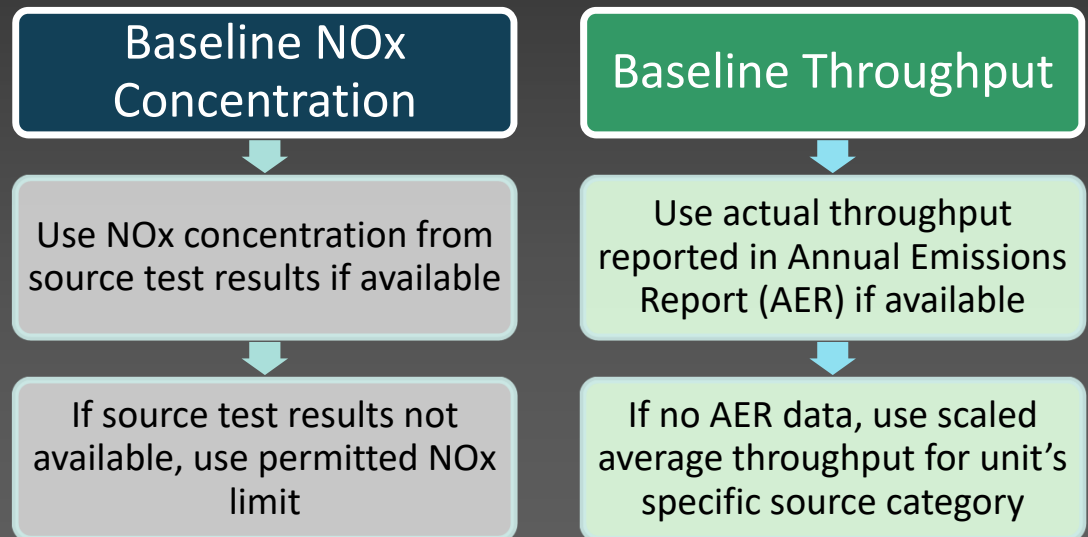 Baseline NOx
Concentration
Use NOx concentration from
source test results if available
If source test results not
available, use permitted NOx
limit
Baseline Throughput
Use actual throughput
reported in Annual Emissions
Report (AER) if available
If no AER data, use scaled
average throughput for unit's
specific source category